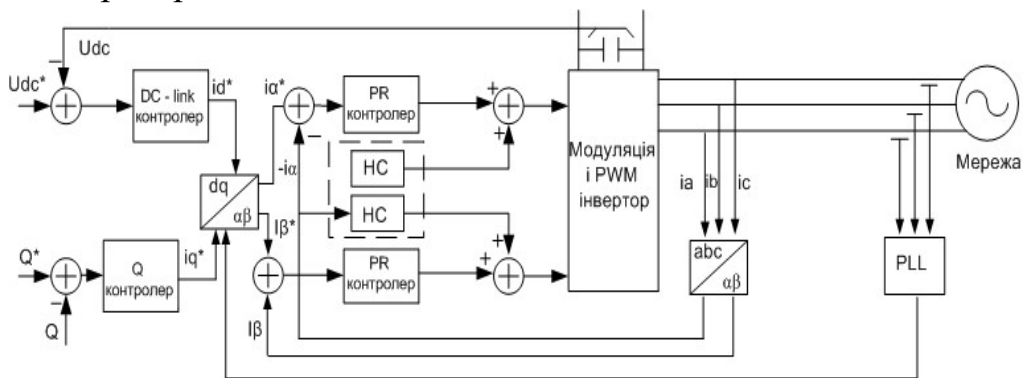 Udc
Udc*
DC - link
контролер
id*
iα*
PR
контролер
-iα
HC
HC
dq
αβ
Iβ*
PR
контролер
Q*
Q
контролер
iq*
Q
Iβ
Модуляція
і PWM
інвертор
ia
ib
ic
abc
αβ
PLL
Мережа